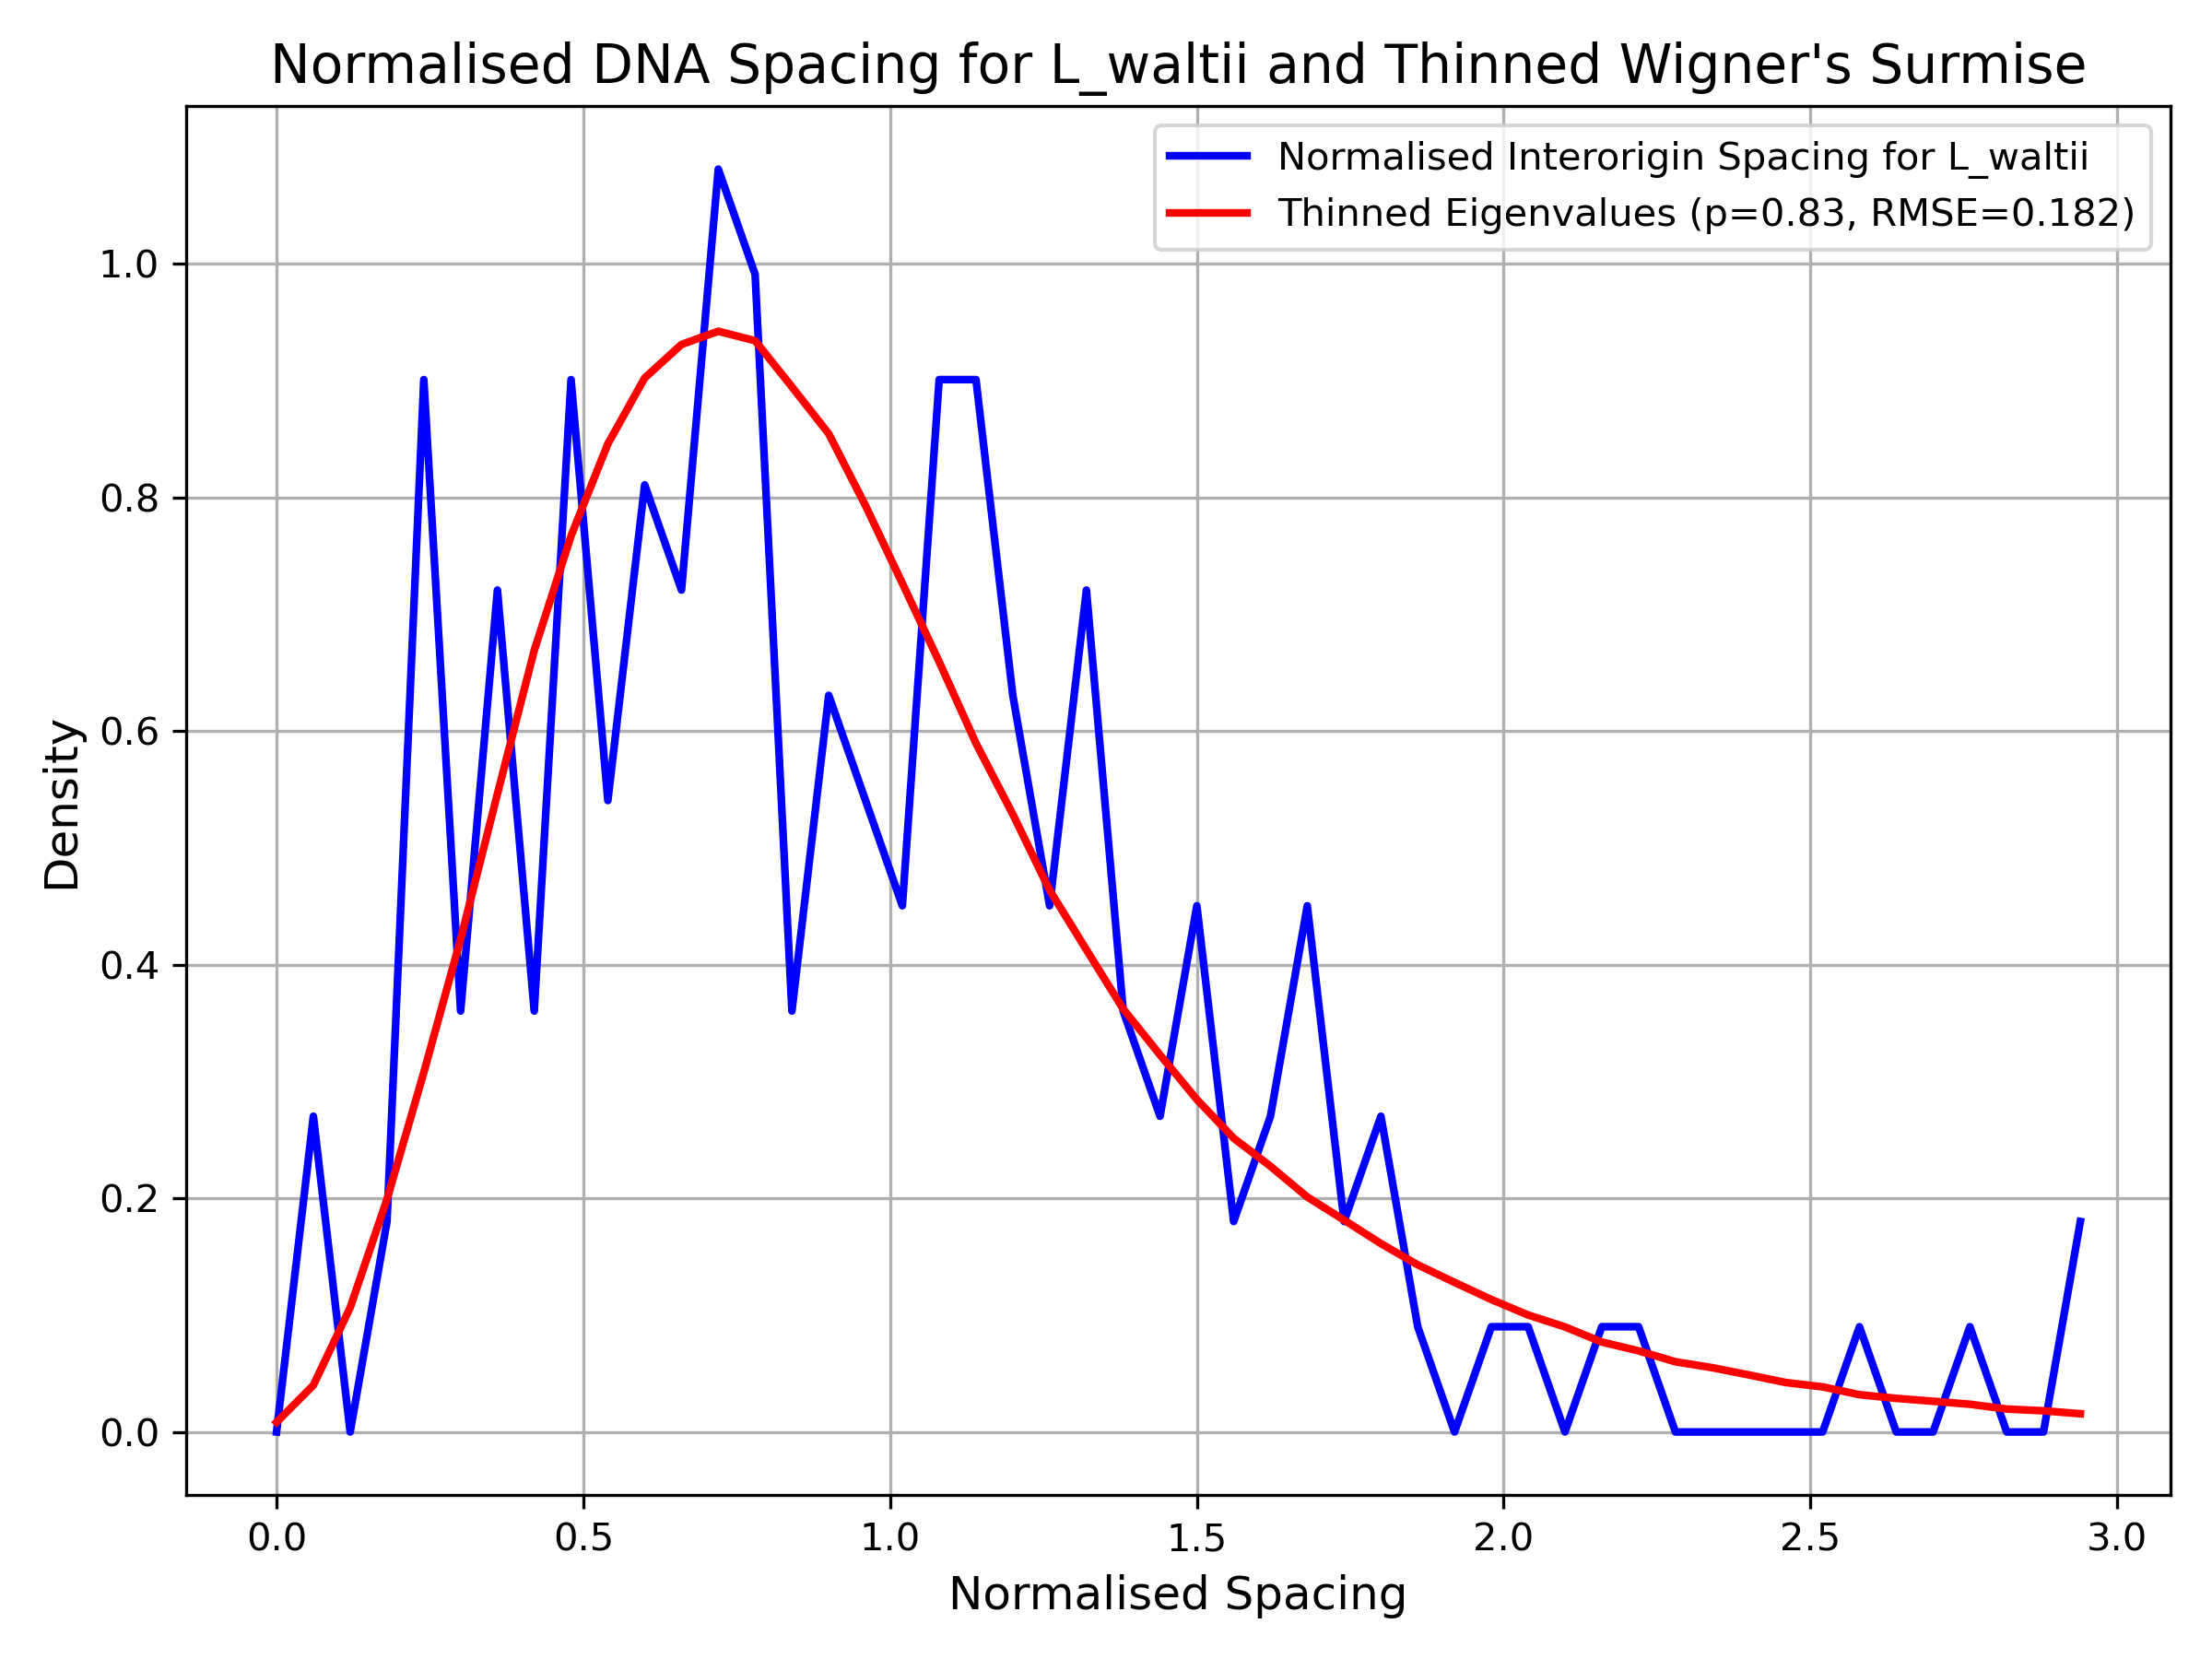 Normalised DNA Spacing for L_waltii and Thinned Wigner's Surmise
Normalised Interorigin Spacing for L_waltii
Thinned Eigenvalues (p=0.83, RMSE=0.182)
Density
1.0
0.8
0.6
0.4
0.2
0.0
0.0 0.5 1.0 1.5 2.0 2.5 3.0
Normalised Spacing